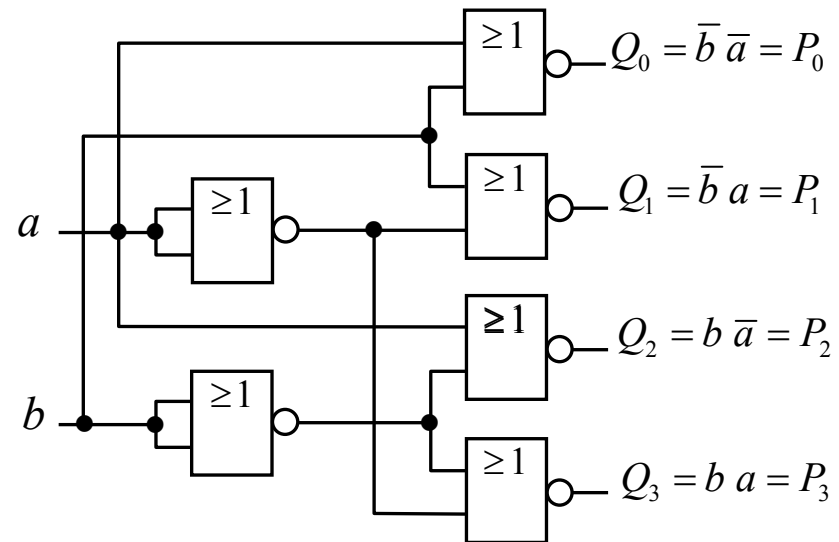 ≥1
Q₀ = b̅ a̅ = P₀
≥1
Q₁ = b̅ a = P₁
≥1
a
≥1
Q₂ = b a̅ = P₂
≥1
b
≥1
Q₃ = b a = P₃